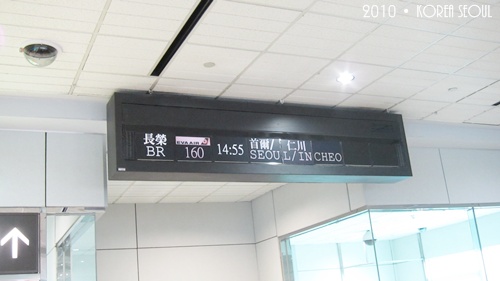 2010 • KOREA SEOUL
長榮 EVA AIR 首爾/ 仁川
BR 160 14:55 SEOUL/INCHEO